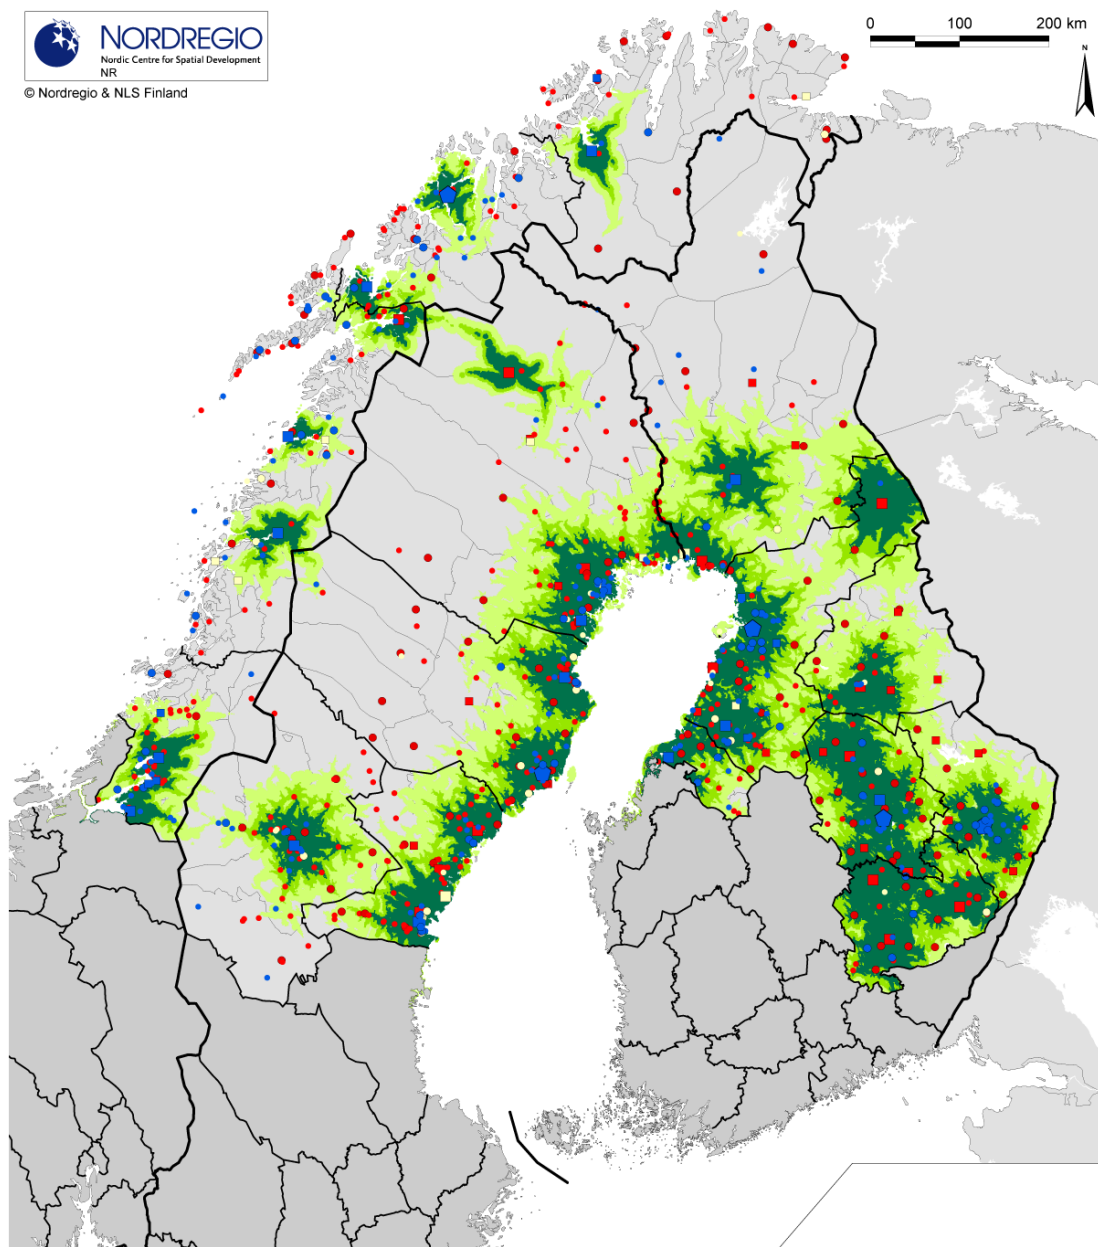 NORDREGIO
Nordic Centre for Spatial Development
NR
© Nordregio & NLS Finland
0 100 200 km
N